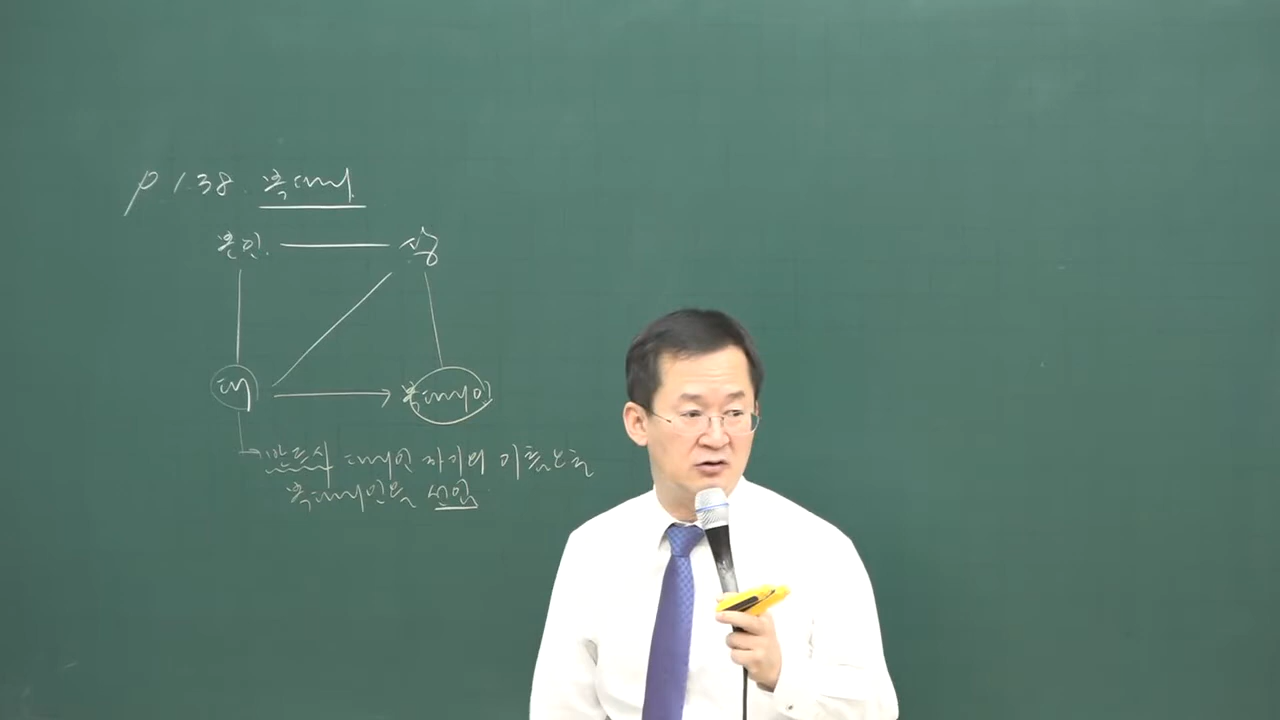 P 138. 복대리
본인 상
대 복대리인
반드시 대리인 자기의 이름으로
복대리인을 선임